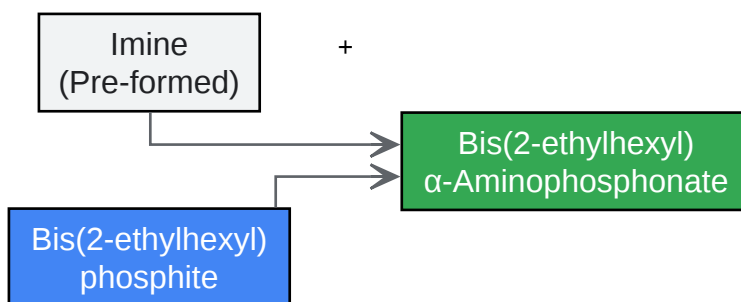 Imine
(Pre-formed)
+
Bis(2-ethylhexyl)
α-Aminophosphonate
Bis(2-ethylhexyl)
phosphite